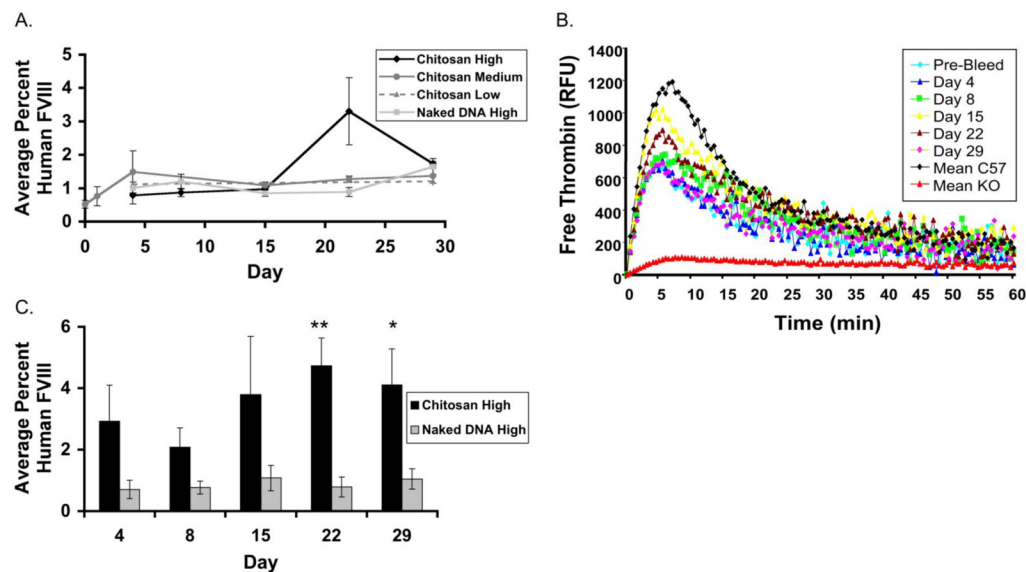 A.
Average Percent
Human FVIII
5
4
3
2
1
0
0 5 10 15 20 25 30
Day
Chitosan High
Chitosan Medium
Chitosan Low
Naked DNA High
B.
Free Thrombin (RFU)
1400
1200
1000
800
600
400
200
0
0 5 10 15 20 25 30 35 40 45 50 55 60
Time (min)
Pre-Bleed
Day 4
Day 8
Day 15
Day 22
Day 29
Mean C57
Mean KO
C.
Average Percent
Human FVIII
6
4
2
0
** *
4 8 15 22 29
Day
Chitosan High
Naked DNA High